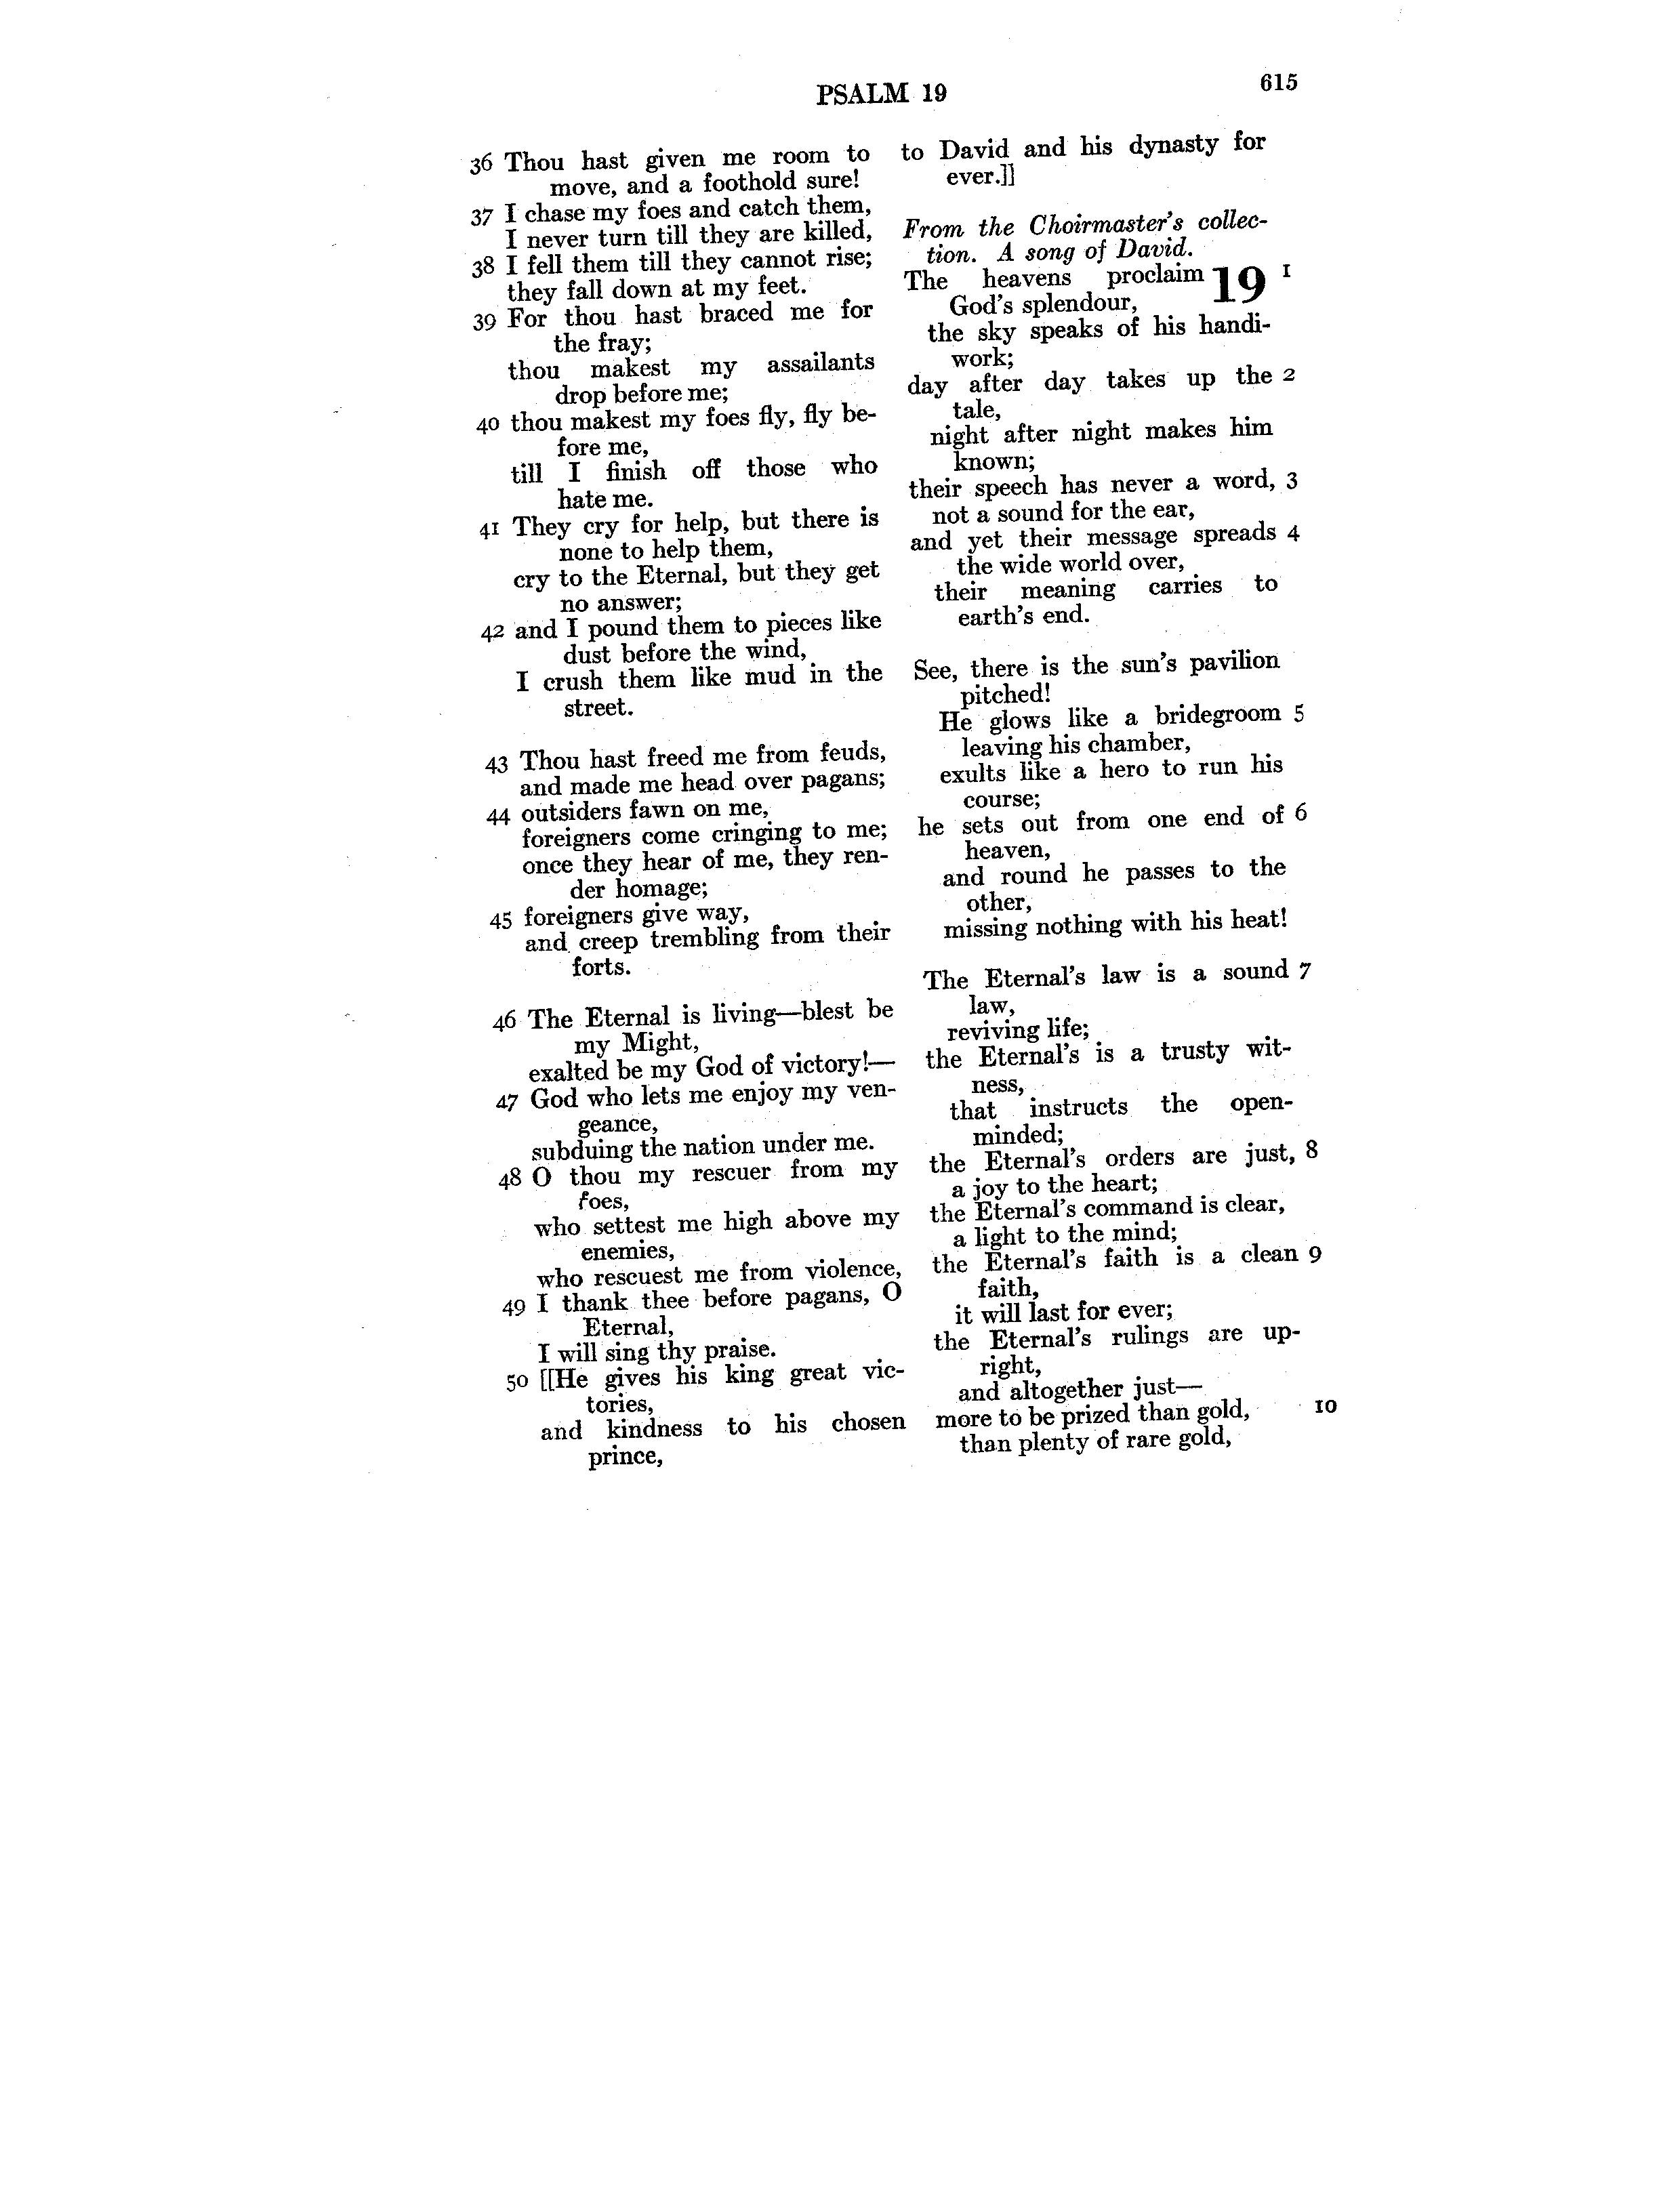 PSALM 19
615
36 Thou hast given me room to
move, and a foothold sure!
37 I chase my foes and catch them,
I never turn till they are killed,
38 I fell them till they cannot rise;
they fall down at my feet.
39 For thou hast braced me for
the fray;
thou makest my assailants
drop before me;
40 thou makest my foes fly, fly be-
fore me,
till I finish off those who
hate me.
41 They cry for help, but there is
none to help them,
cry to the Eternal, but they get
no answer;
42 and I pound them to pieces like
dust before the wind,
I crush them like mud in the
street.
43 Thou hast freed me from feuds,
and made me head over pagans;
44 outsiders fawn on me,
foreigners come cringing to me;
once they hear of me, they ren-
der homage;
45 foreigners give way,
and creep trembling from their
forts.
46 The Eternal is living—blest be
my Might,
exalted be my God of victory!—
47 God who lets me enjoy my ven-
geance,
subduing the nation under me.
48 O thou my rescuer from my
foes,
who settest me high above my
enemies,
who rescuest me from violence,
49 I thank thee before pagans, O
Eternal,
I will sing thy praise.
50 [[He gives his king great vic-
tories,
and kindness to his chosen
prince,
to David and his dynasty for
ever.]]
From the Choirmaster's collec-
tion. A song of David.
The heavens proclaim 19 1
God's splendour,
the sky speaks of his handi-
work;
day after day takes up the 2
tale,
night after night makes him
known;
their speech has never a word, 3
not a sound for the ear,
and yet their message spreads 4
the wide world over,
their meaning carries to
earth's end.
See, there is the sun's pavilion
pitched!
He glows like a bridegroom 5
leaving his chamber,
exults like a hero to run his
course;
he sets out from one end of 6
heaven,
and round he passes to the
other,
missing nothing with his heat!
The Eternal's law is a sound 7
law,
reviving life;
the Eternal's is a trusty wit-
ness,
that instructs the open-
minded;
the Eternal's orders are just, 8
a joy to the heart;
the Eternal's command is clear,
a light to the mind;
the Eternal's faith is a clean 9
faith,
it will last for ever;
the Eternal's rulings are up-
right,
and altogether just—
more to be prized than gold, 10
than plenty of rare gold,